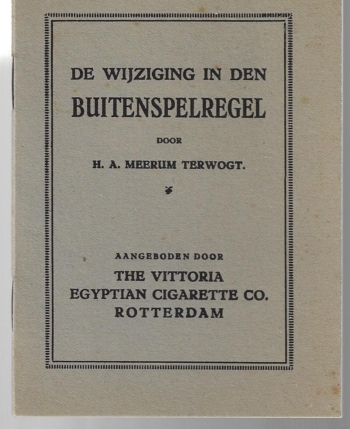 DE WIJZIGING IN DEN
BUITENSPELREGEL
DOOR
H. A. MEERUM TERWOGT.
AANGEBODEN DOOR
THE VITTORIA
EGYPTIAN CIGARETTE CO.
ROTTERDAM